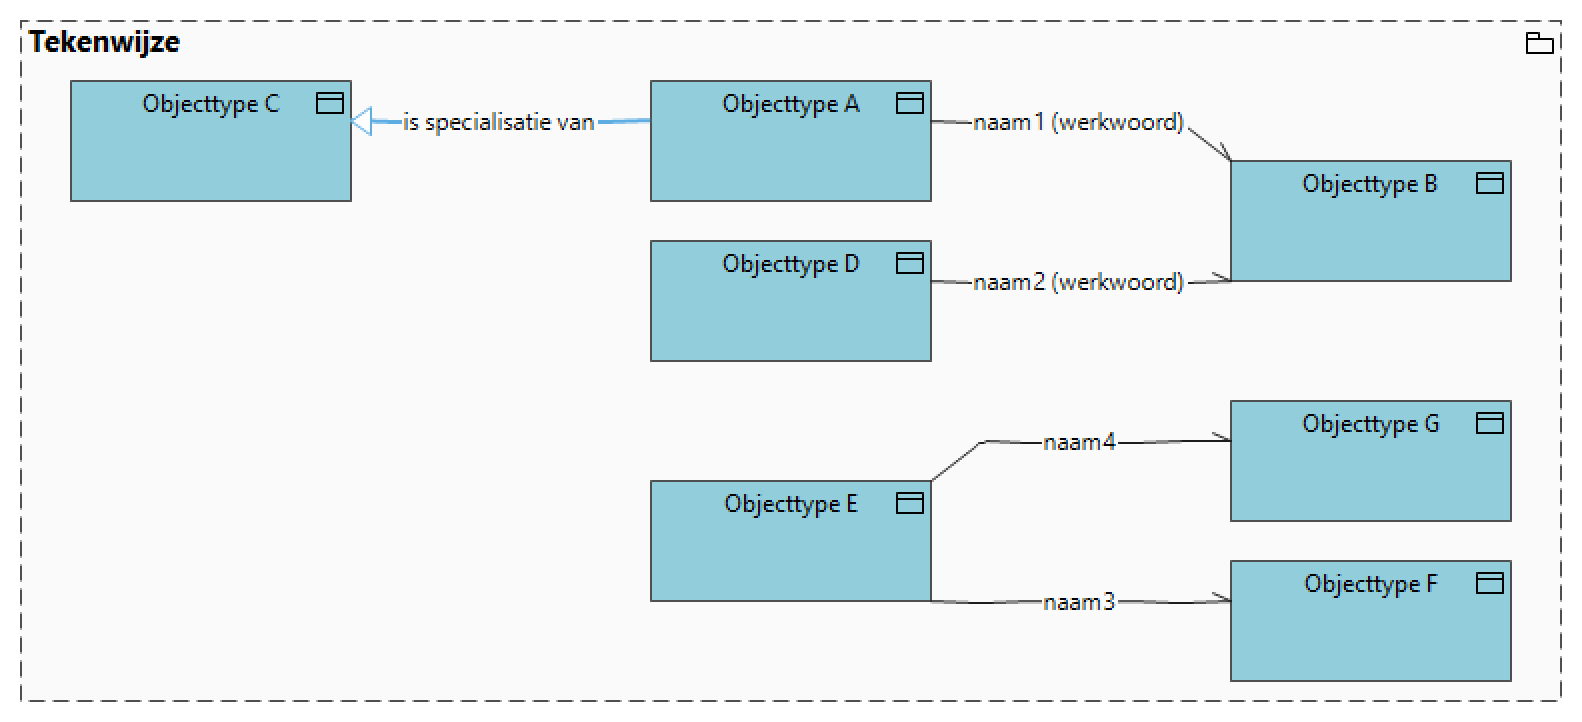 Tekenwijze
Objecttype C
is specialisatie van
Objecttype A
naam1 (werkwoord)
Objecttype B
Objecttype D
naam2 (werkwoord)
Objecttype G
naam4
Objecttype E
Objecttype F
naam3